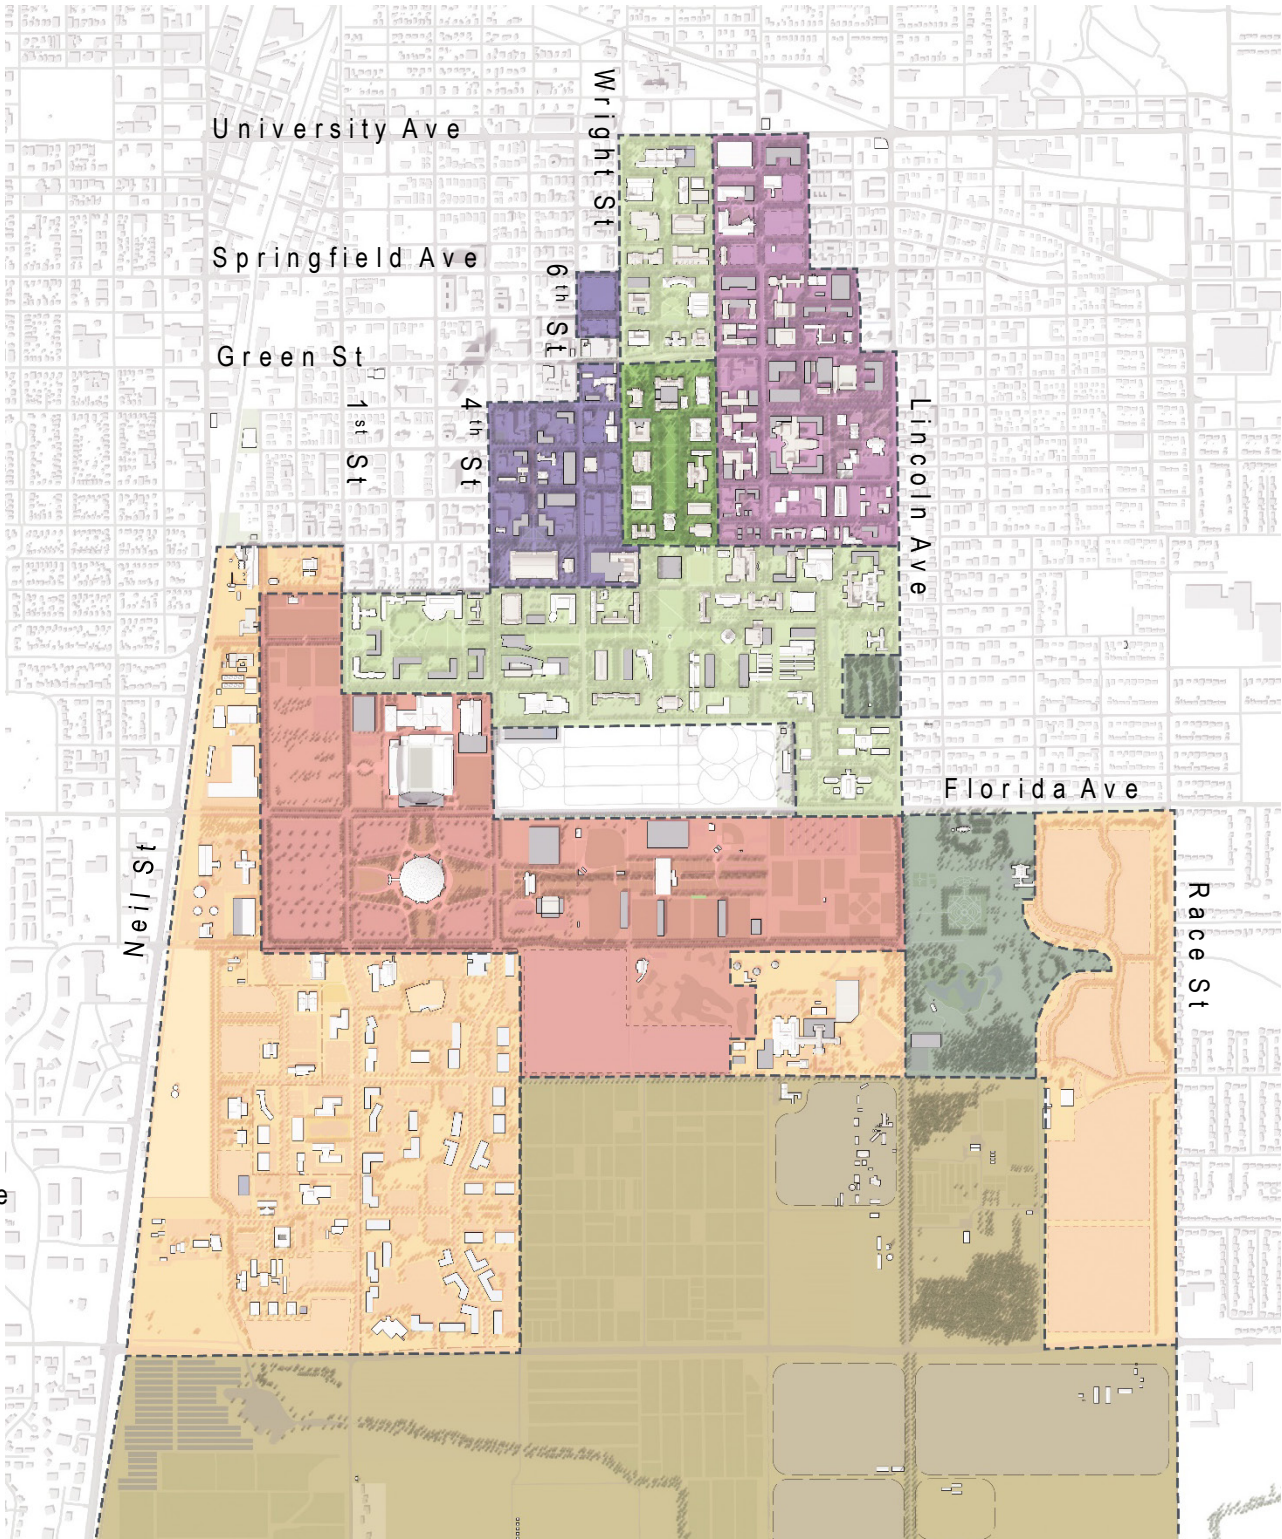 University Ave
Wright St
Springfield Ave
6th St
Green St
1st St
4th St
Lincoln Ave
Florida Ave
Neil St
Race St
e